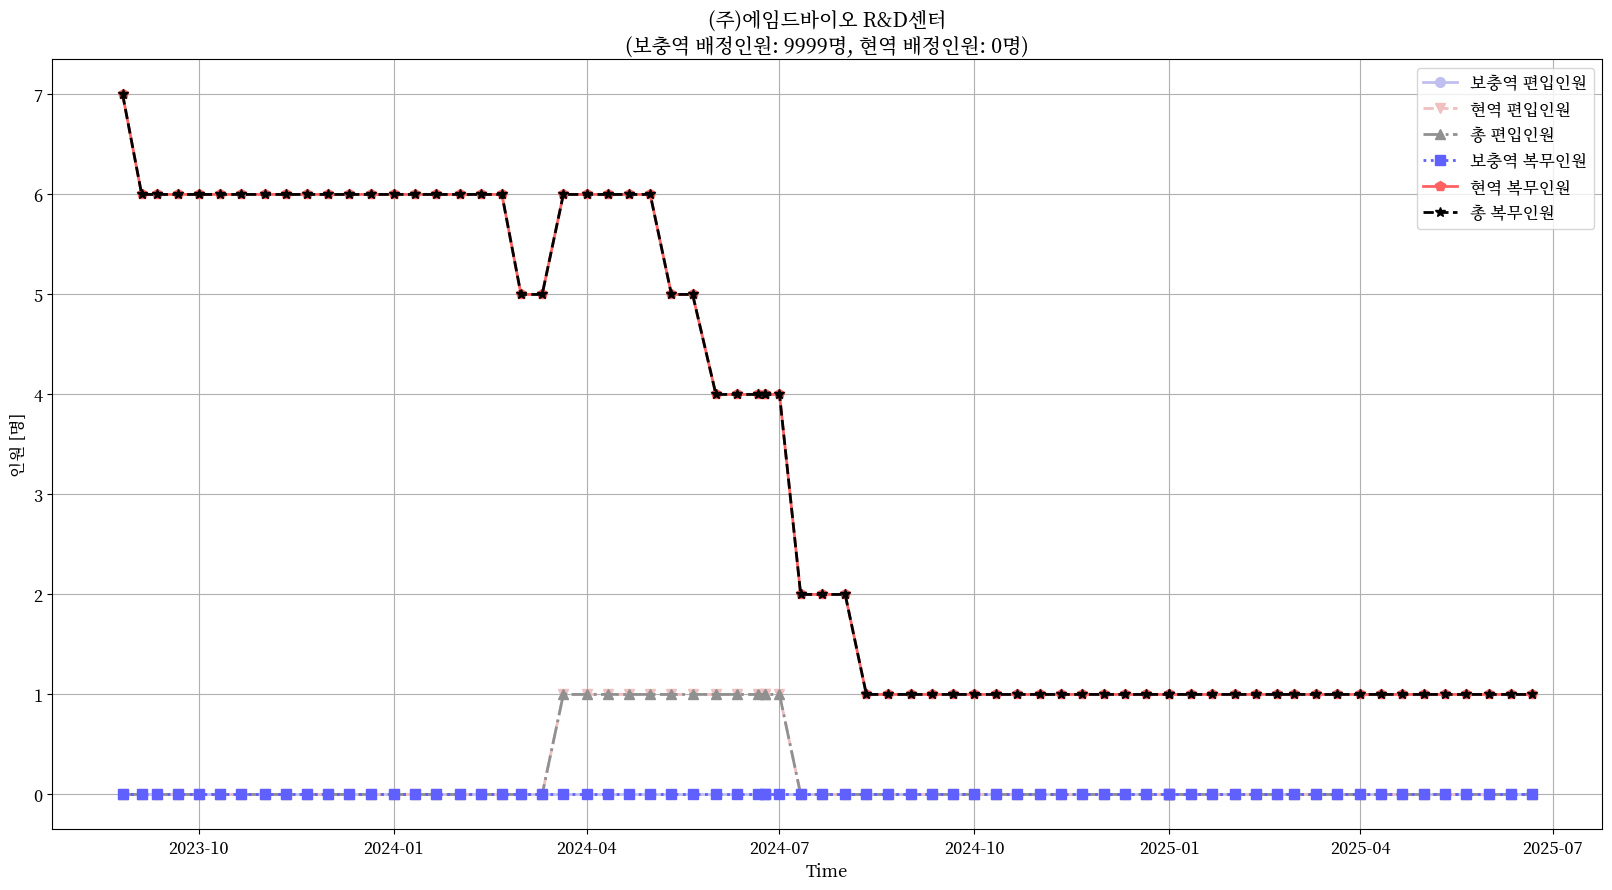 (주)에임드바이오 R&D센터
(보충역 배정인원: 9999명, 현역 배정인원: 0명)
보충역 편입인원
현역 편입인원
총 편입인원
보충역 복무인원
현역 복무인원
총 복무인원
인원 [명]
7
6
5
4
3
2
1
0
2023-10
2024-01
2024-04
2024-07
2024-10
2025-01
2025-04
2025-07
Time